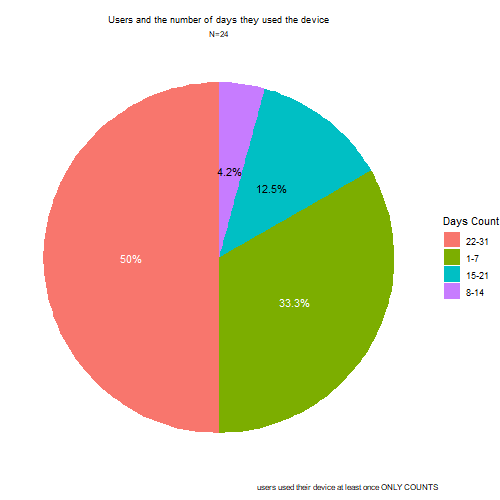 Users and the number of days they used the device
N=24
4.2%
12.5%
50%
33.3%
Days Count
22-31
1-7
15-21
8-14
users used their device at least once ONLY COUNTS